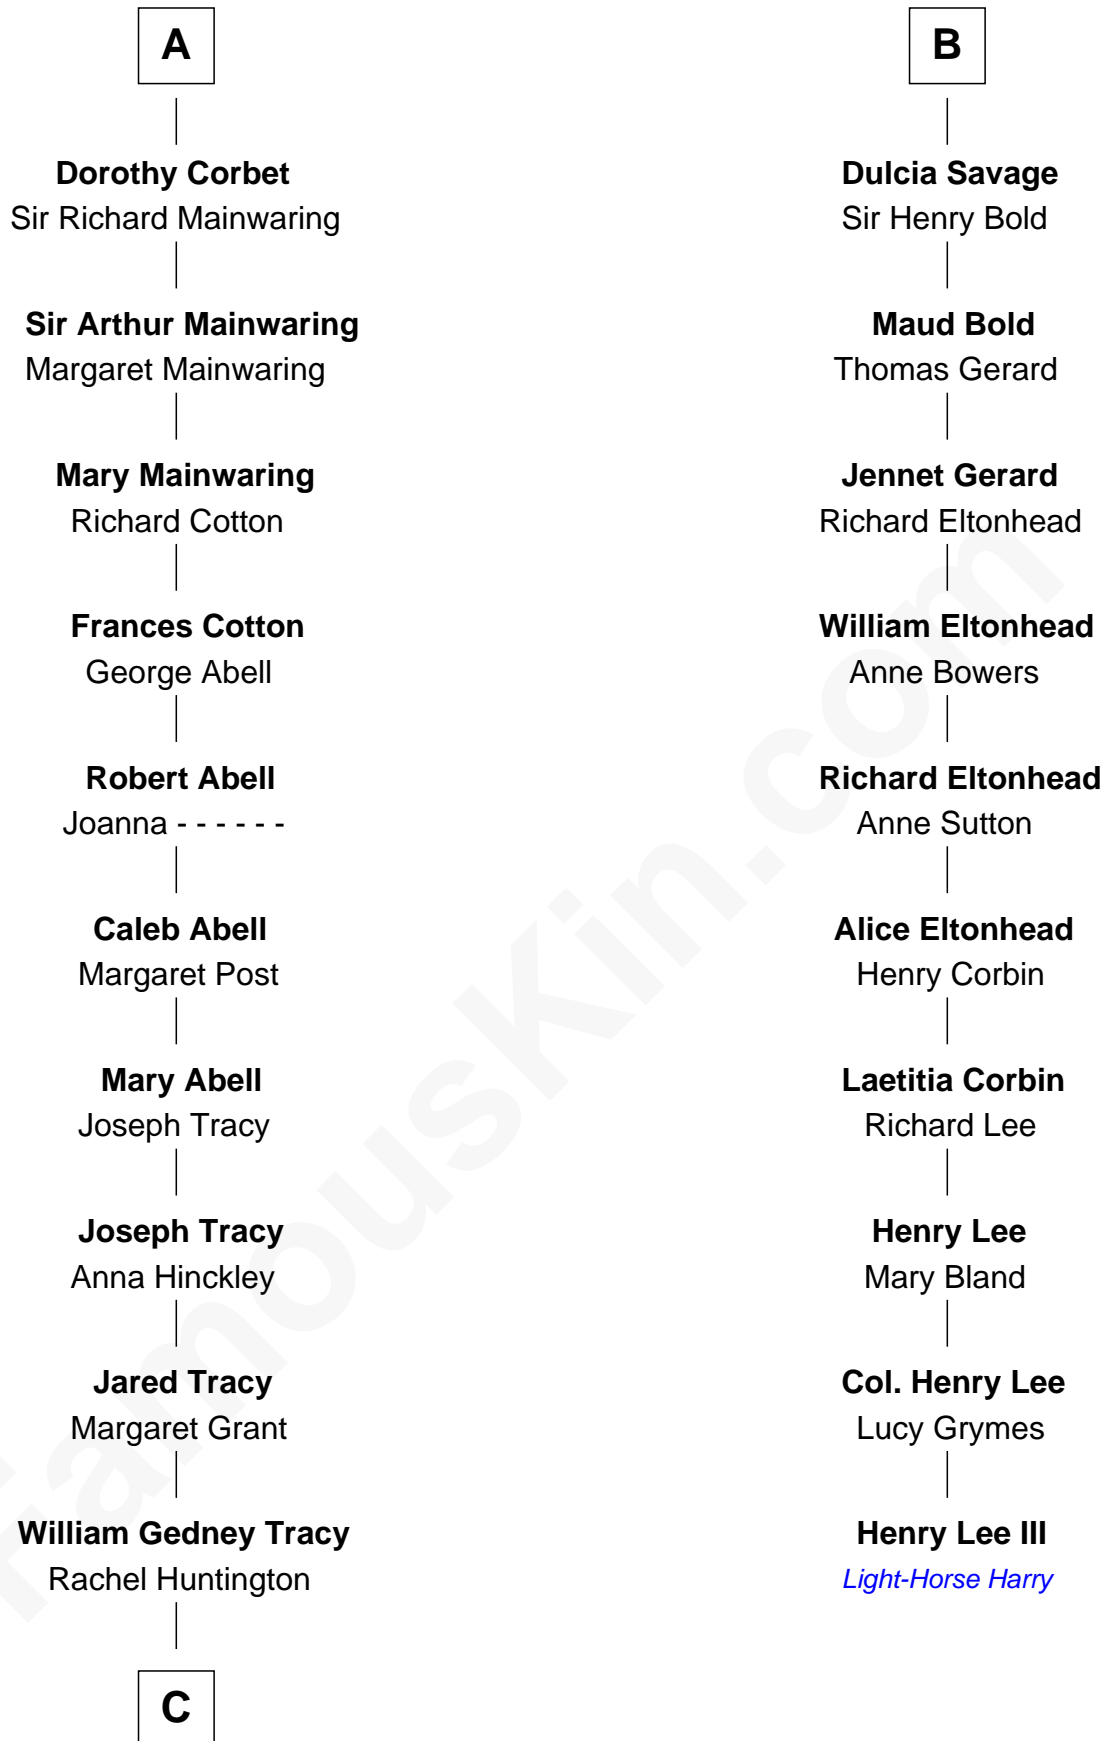 A
Dorothy Corbet
Sir Richard Mainwaring
Sir Arthur Mainwaring
Margaret Mainwaring
Mary Mainwaring
Richard Cotton
Frances Cotton
George Abell
Robert Abell
Joanna - - - - - -
Caleb Abell
Margaret Post
Mary Abell
Joseph Tracy
Joseph Tracy
Anna Hinckley
Jared Tracy
Margaret Grant
William Gedney Tracy
Rachel Huntington
C
B
Dulcia Savage
Sir Henry Bold
Maud Bold
Thomas Gerard
Jennet Gerard
Richard Eltonhead
William Eltonhead
Anne Bowers
Richard Eltonhead
Anne Sutton
Alice Eltonhead
Henry Corbin
Laetitia Corbin
Richard Lee
Henry Lee
Mary Bland
Col. Henry Lee
Lucy Grymes
Henry Lee III
Light-Horse Harry
FamousKin.com